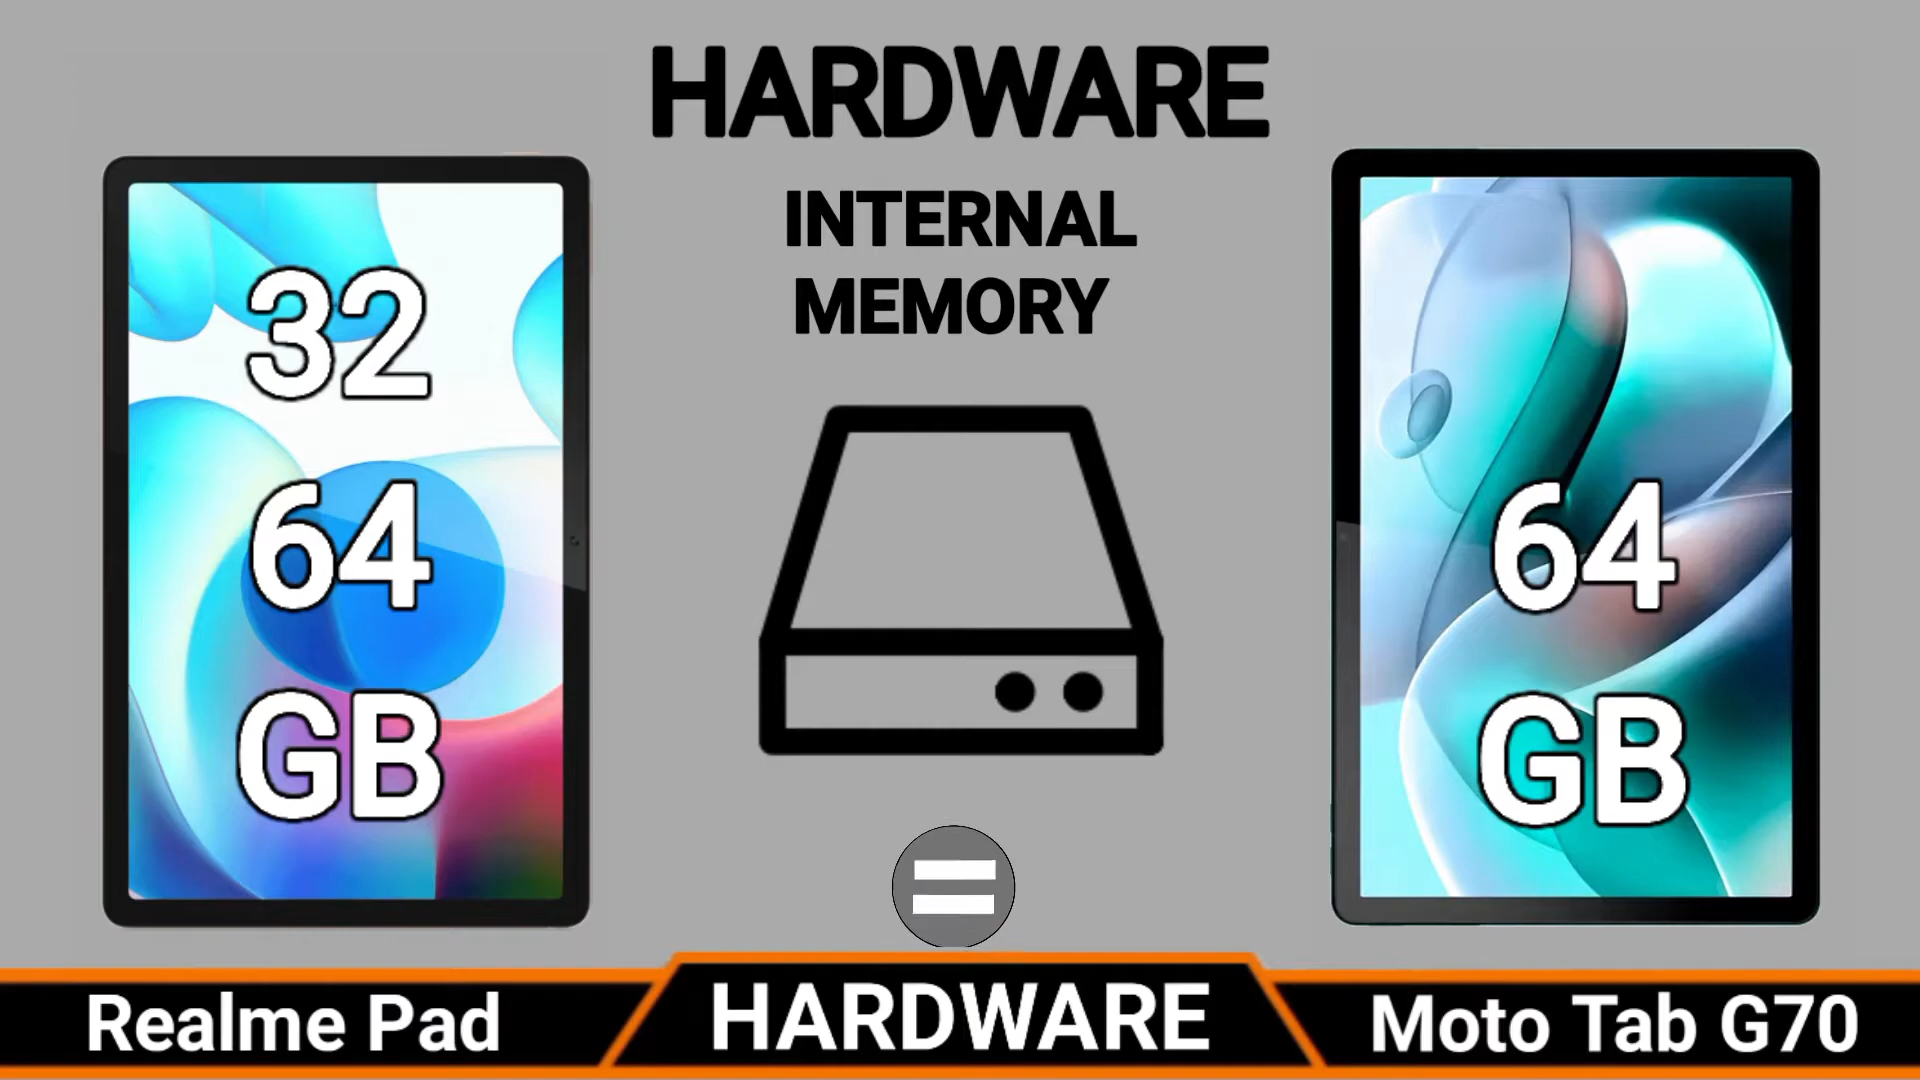 HARDWARE
INTERNAL
MEMORY
32
64
GB
64
GB
Realme Pad
HARDWARE
Moto Tab G70